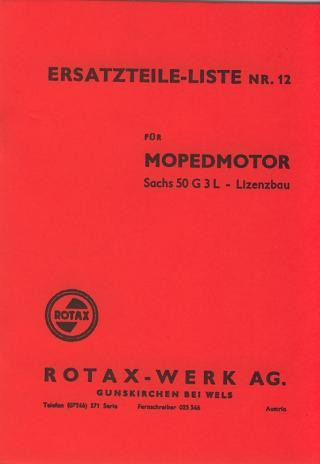 ERSATZTEILE-LISTE NR. 12
FÜR
MOPEDMOTOR
Sachs 50 G 3 L - Lizenzbau
ROTAX
ROTAX-WERK AG.
GUNSKIRCHEN BEI WELS
Telefon (07246) 271 Serie Fernschreiber 025 546 Austria